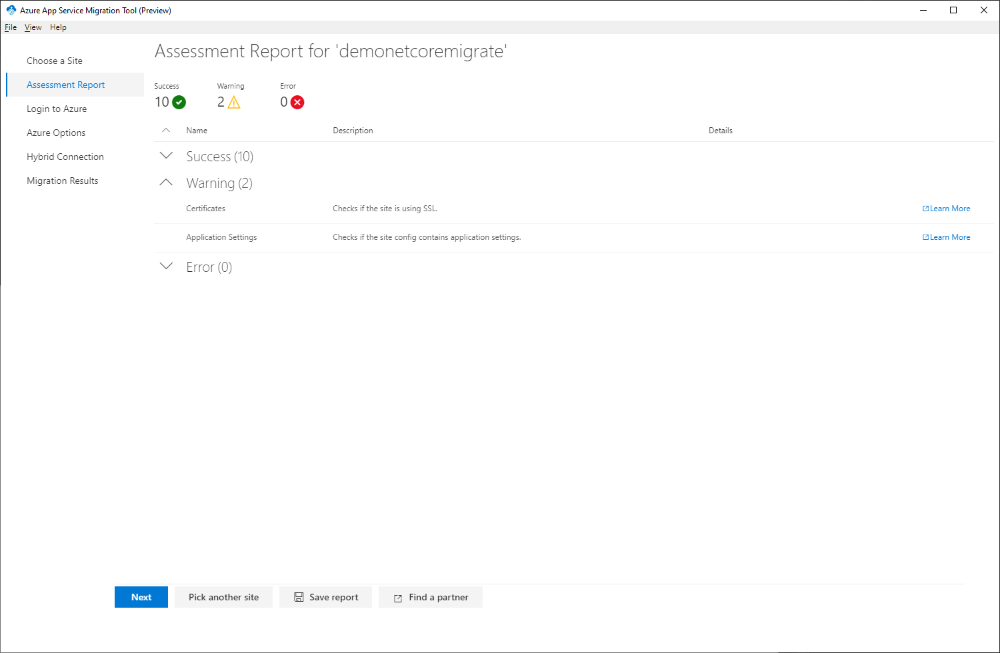 Azure App Service Migration Tool (Preview)
File View Help
Choose a Site
Assessment Report
Login to Azure
Azure Options
Hybrid Connection
Migration Results
Assessment Report for 'demonetcoremigrate'
Success Warning Error
10 2 0
Name Description Details
Success (10)
Warning (2)
Certificates Checks if the site is using SSL. Learn More
Application Settings Checks if the site config contains application settings. Learn More
Error (0)
Next Pick another site Save report Find a partner